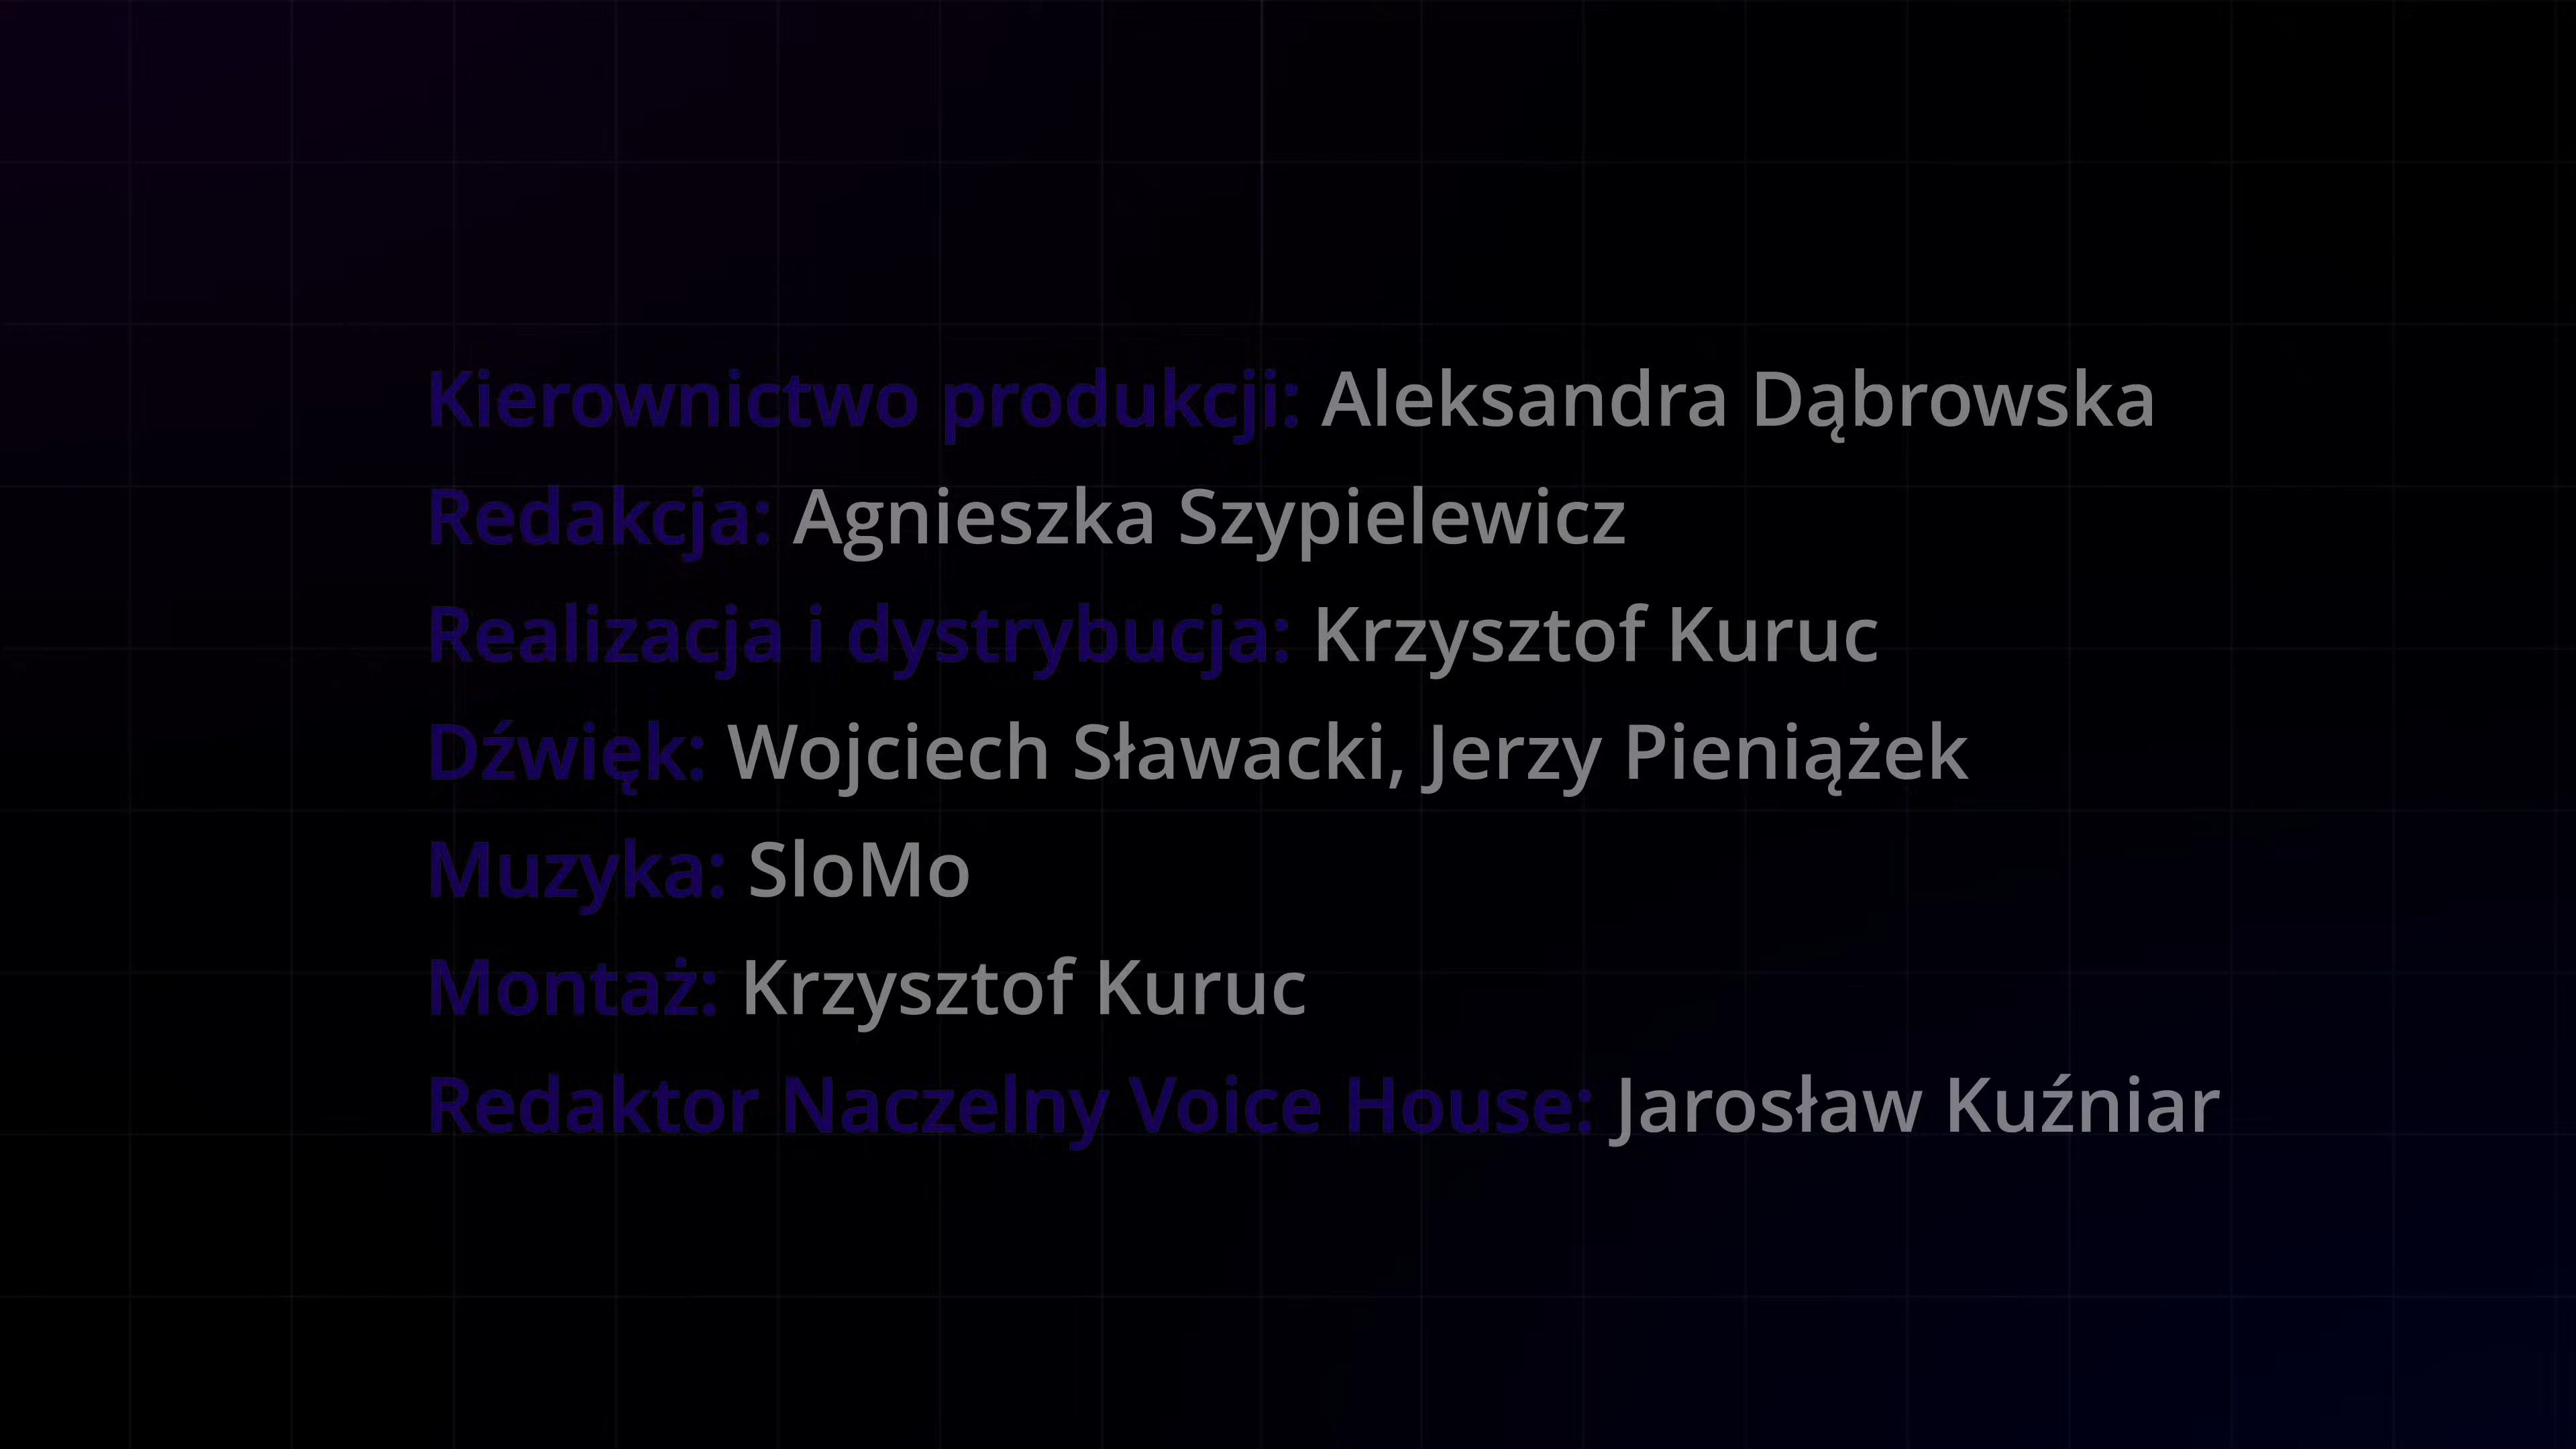 Kierownictwo produkcji: Aleksandra Dąbrowska
Redakcja: Agnieszka Szypielewicz
Realizacja i dystrybucja: Krzysztof Kuruc
Dźwięk: Wojciech Sławacki, Jerzy Pieniążek
Muzyka: SloMo
Montaż: Krzysztof Kuruc
Redaktor Naczelny Voice House: Jarosław Kuźniar